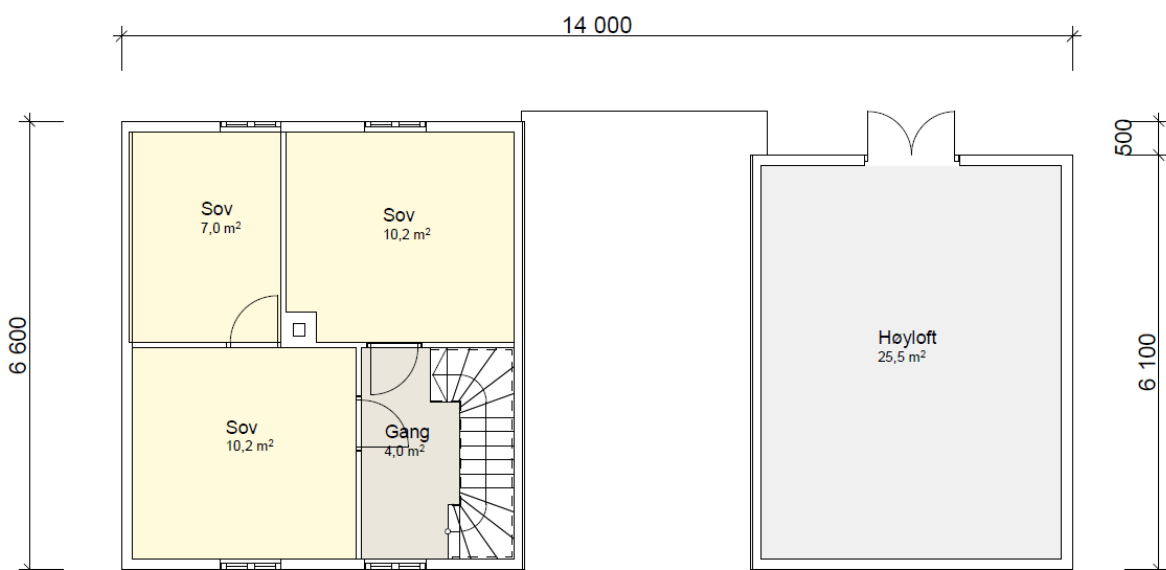 14 000
500
Sov
7,0 m²
Sov
10,2 m²
6 600
Høyloft
25,5 m²
6 100
Sov
10,2 m²
Gang
4,0 m²